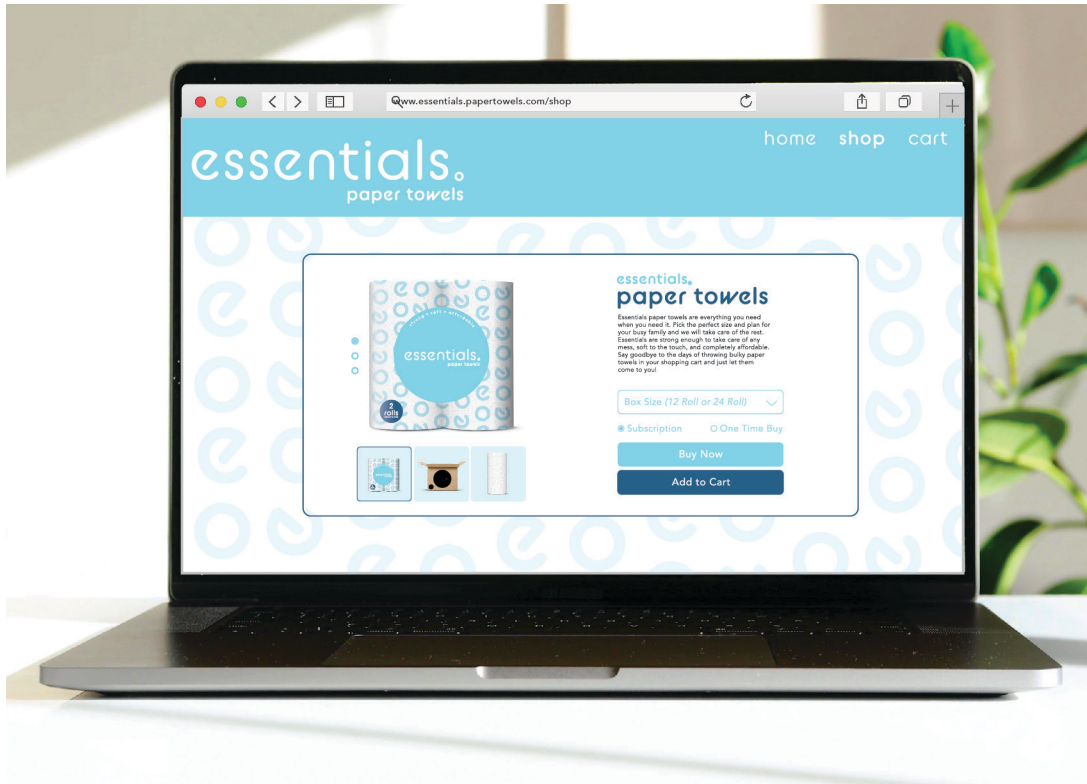 www.essentials.papertowels.com/shop
home shop cart
essentials.
paper towels
strong + soft + affordable
essentials.
paper towels
2
rolls
essentials.
paper towels
Essentials paper towels are everything you need
when you need it. Pick the perfect size and plan for
your busy family and we will take care of the rest.
Essentials are strong enough to take care of any
mess, soft to the touch, and completely affordable.
Say goodbye to the days of throwing bulky paper
towels in your shopping cart and just let them
come to you!
Box Size (12 Roll or 24 Roll)
Subscription One Time Buy
Buy Now
Add to Cart